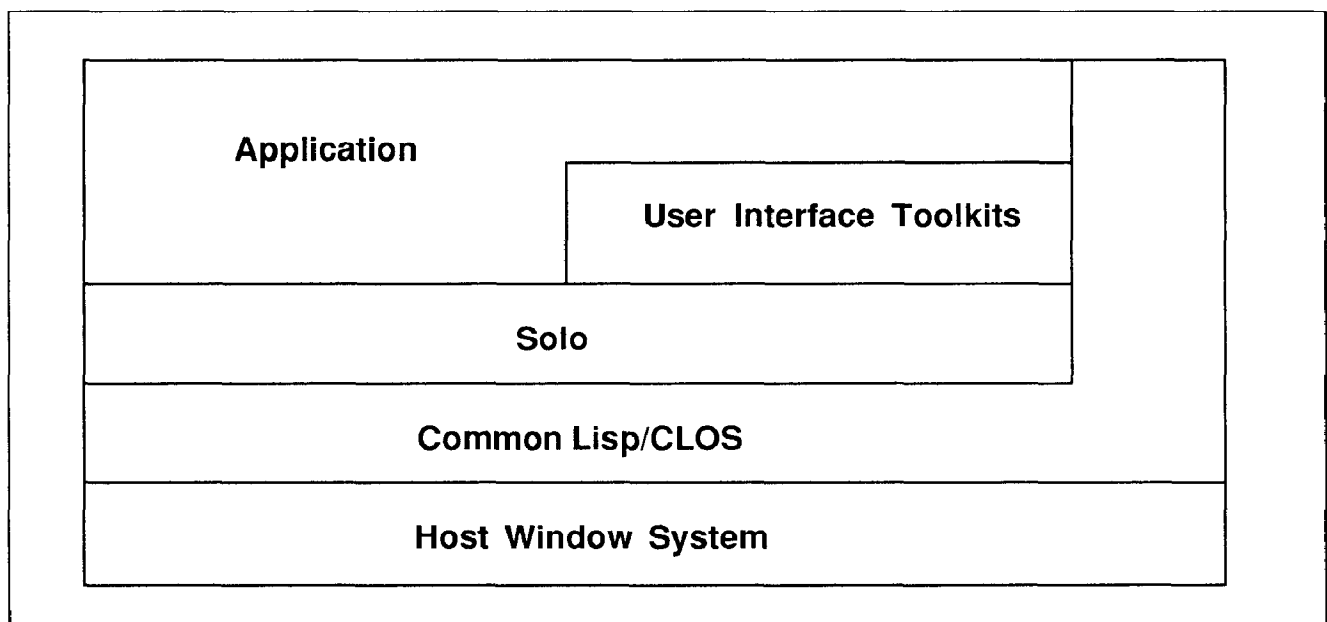 Application
User Interface Toolkits
Solo
Common Lisp/CLOS
Host Window System